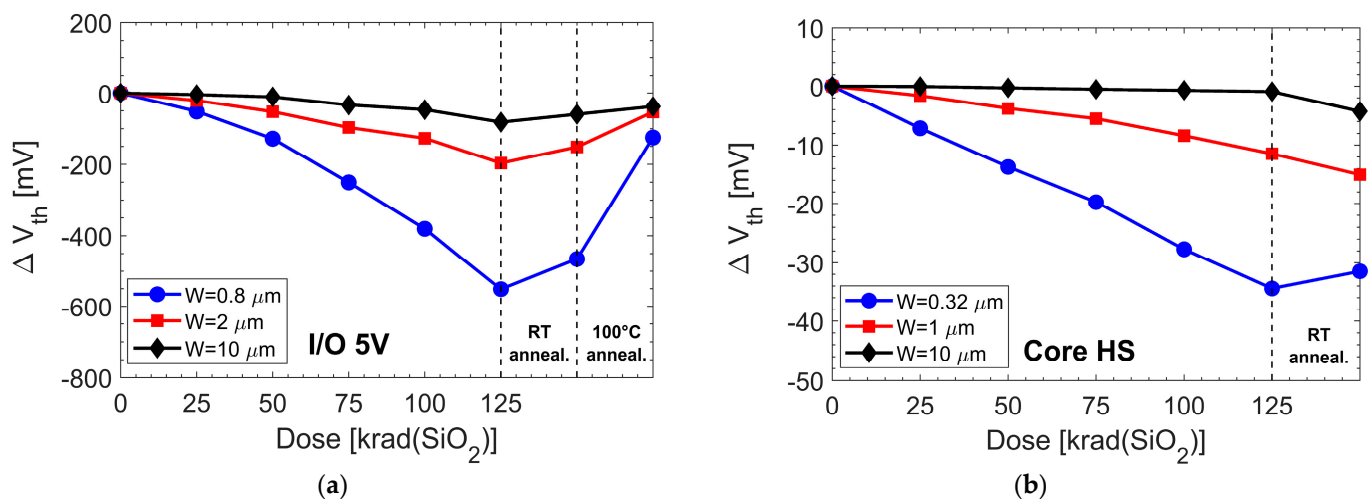 200
0
-200
-400
-600
-800
Δ V_th [mV]
W=0.8 μm
W=2 μm
W=10 μm
I/O 5V
RT
anneal.
100°C
anneal.
0 25 50 75 100 125
Dose [krad(SiO_2)]
(a)
10
0
-10
-20
-30
-40
-50
Δ V_th [mV]
W=0.32 μm
W=1 μm
W=10 μm
Core HS
RT
anneal.
0 25 50 75 100 125
Dose [krad(SiO_2)]
(b)